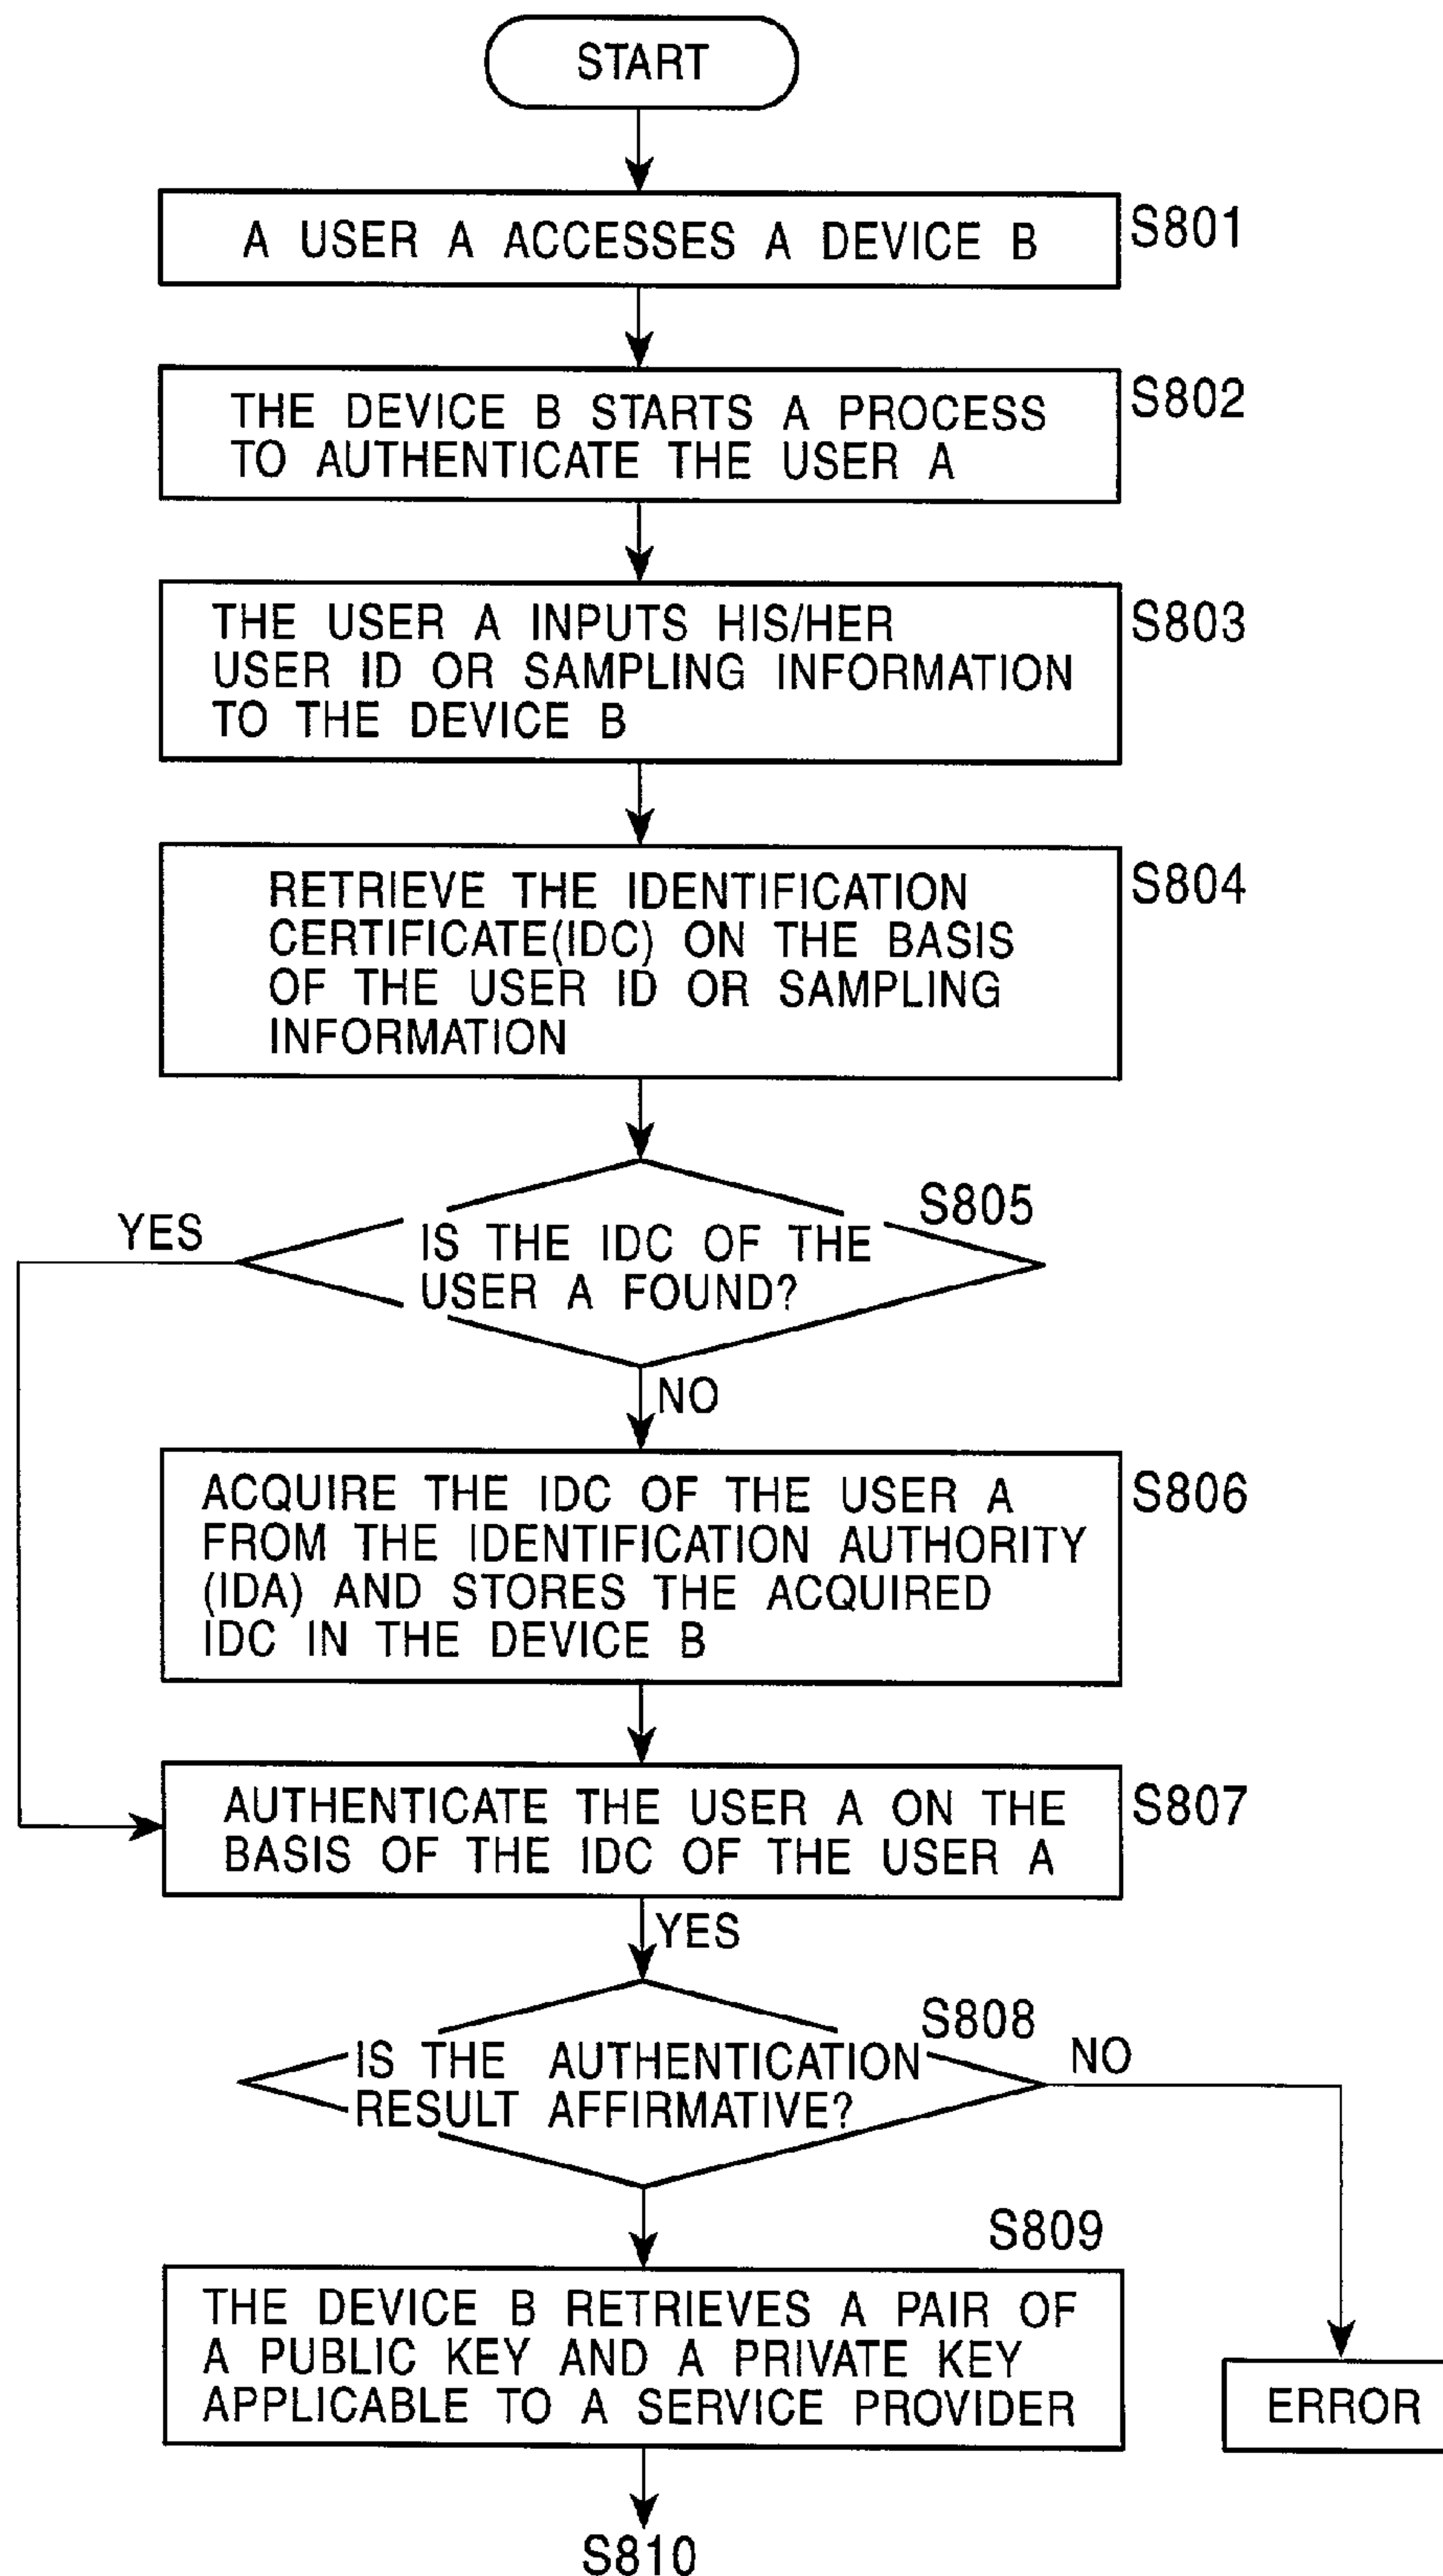 START
A USER A ACCESSES A DEVICE B
S801
THE DEVICE B STARTS A PROCESS
TO AUTHENTICATE THE USER A
S802
THE USER A INPUTS HIS/HER
USER ID OR SAMPLING INFORMATION
TO THE DEVICE B
S803
RETRIEVE THE IDENTIFICATION
CERTIFICATE(IDC) ON THE BASIS
OF THE USER ID OR SAMPLING
INFORMATION
S804
S805
YES
IS THE IDC OF THE
USER A FOUND?
NO
ACQUIRE THE IDC OF THE USER A
FROM THE IDENTIFICATION AUTHORITY
(IDA) AND STORES THE ACQUIRED
IDC IN THE DEVICE B
S806
AUTHENTICATE THE USER A ON THE
BASIS OF THE IDC OF THE USER A
S807
YES
S808
IS THE AUTHENTICATION
RESULT AFFIRMATIVE?
NO
S809
THE DEVICE B RETRIEVES A PAIR OF
A PUBLIC KEY AND A PRIVATE KEY
APPLICABLE TO A SERVICE PROVIDER
ERROR
S810